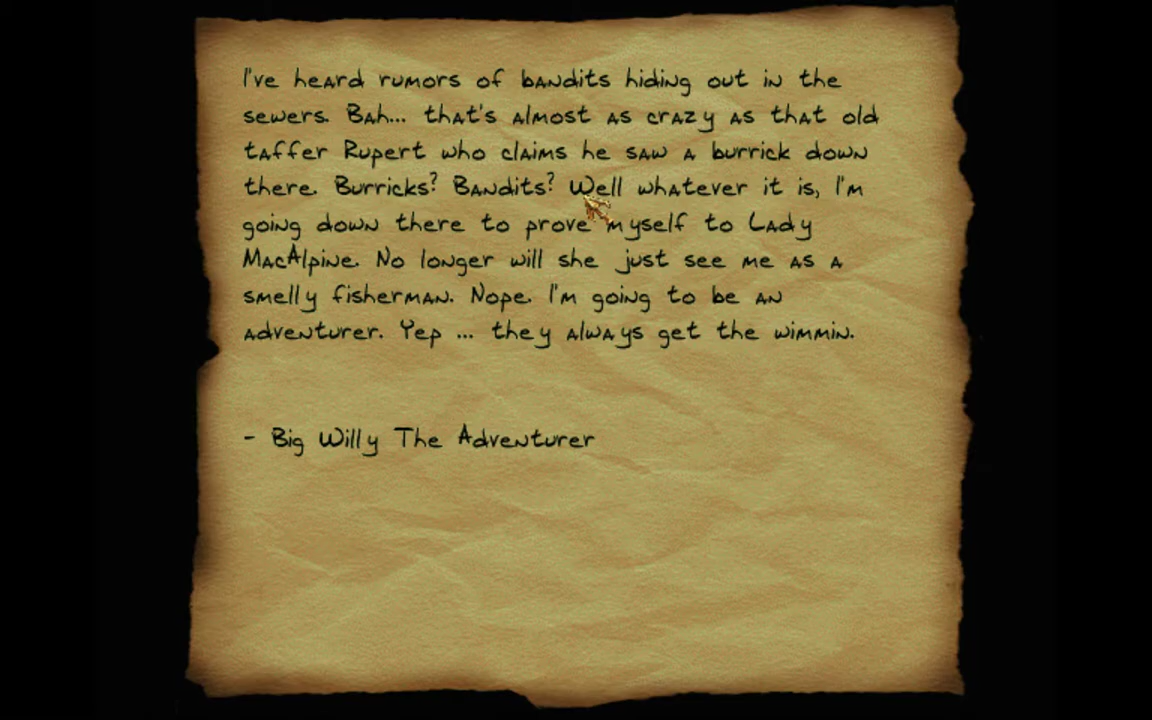 I've heard rumors of bandits hiding out in the
sewers. Bah... that's almost as crazy as that old
taffer Rupert who claims he saw a burrick down
there. Burricks? Bandits? Well whatever it is, I'm
going down there to prove myself to Lady
MacAlpine. No longer will she just see me as a
smelly fisherman. Nope. I'm going to be an
adventurer. Yep ... they always get the wimmin.
- Big Willy The Adventurer